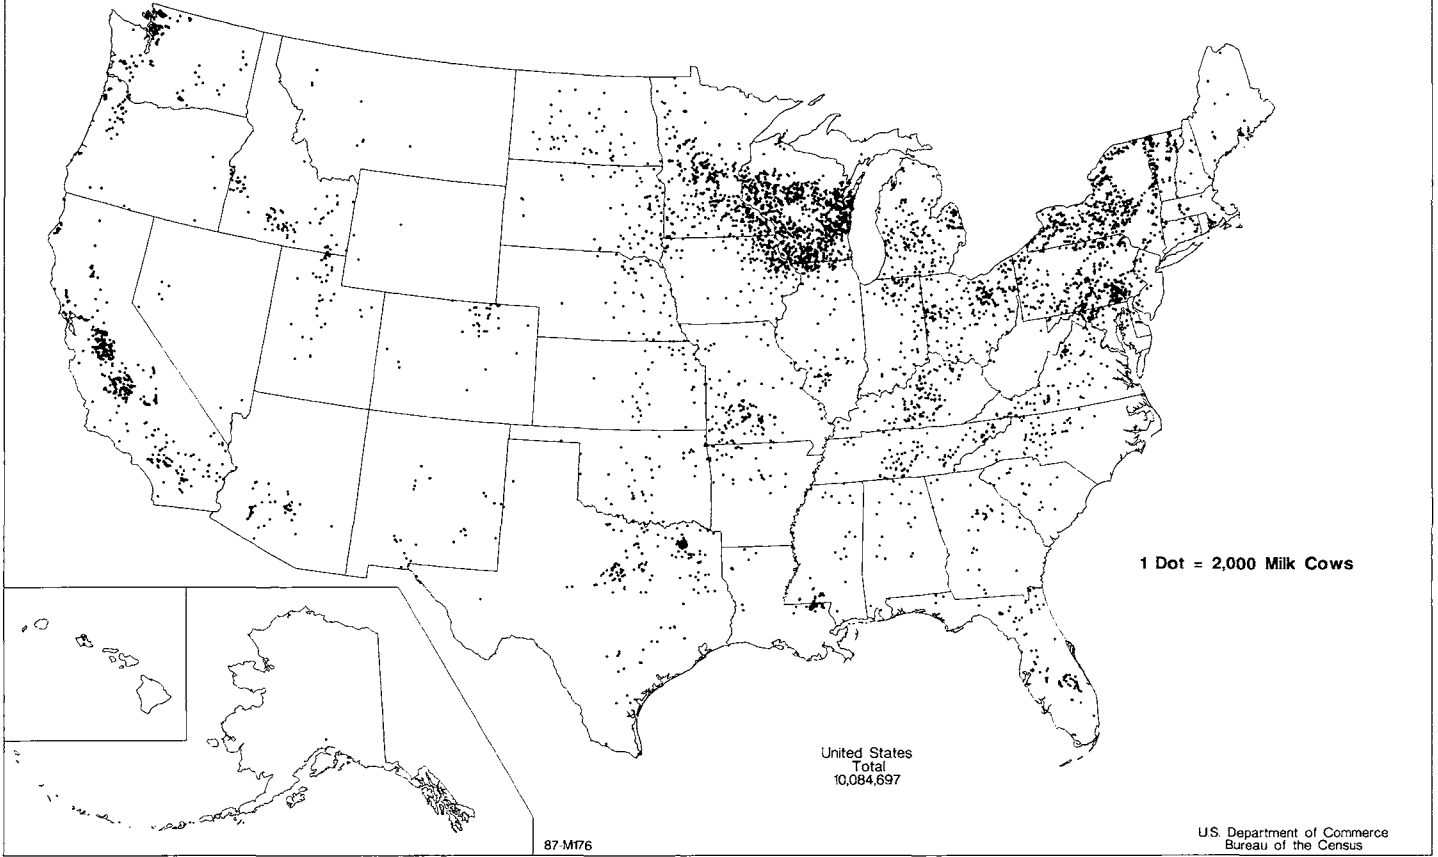 1 Dot = 2,000 Milk Cows
United States
Total
10,084,697
87-M176
U.S. Department of Commerce
Bureau of the Census